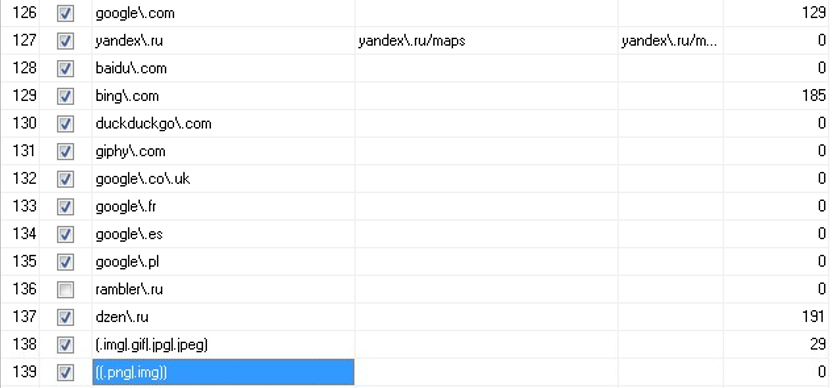 126 google\.com 129
127 yandex\.ru yandex\.ru/maps yandex\.ru/m... 0
128 baidu\.com 0
129 bing\.com 185
130 duckduckgo\.com 0
131 giphy\.com 0
132 google\.co\.uk 0
133 google\.fr 0
134 google\.es 0
135 google\.pl 0
136 rambler\.ru 0
137 dzen\.ru 191
138 (.img|.gif|.jpg|.jpeg) 29
139 ((.png|.img)) 0